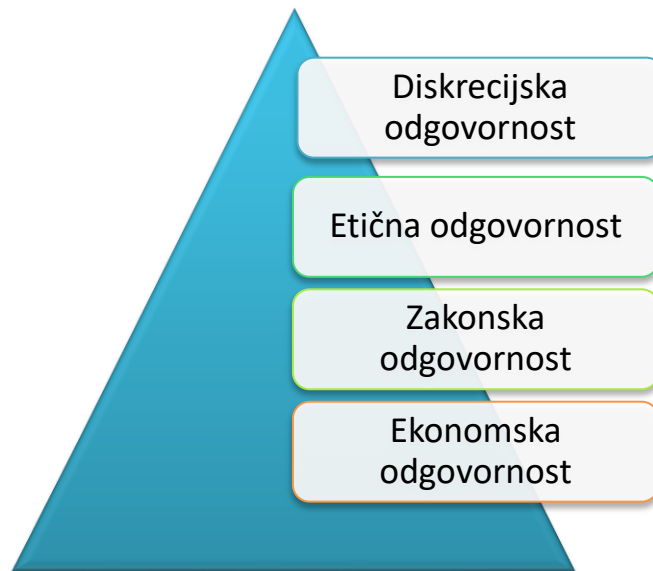 Diskrecijska
odgovornost
Etična odgovornost
Zakonska
odgovornost
Ekonomska
odgovornost